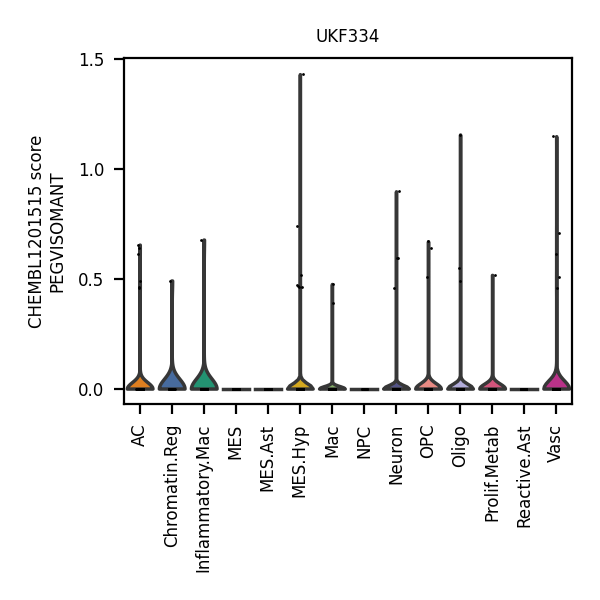 UKF334
CHEMBL1201515 score
PEGVISOMANT
1.5
1.0
0.5
0.0
AC
Chromatin.Reg
Inflammatory.Mac
MES
MES.Ast
MES.Hyp
Mac
NPC
Neuron
OPC
Oligo
Prolif.Metab
Reactive.Ast
Vasc